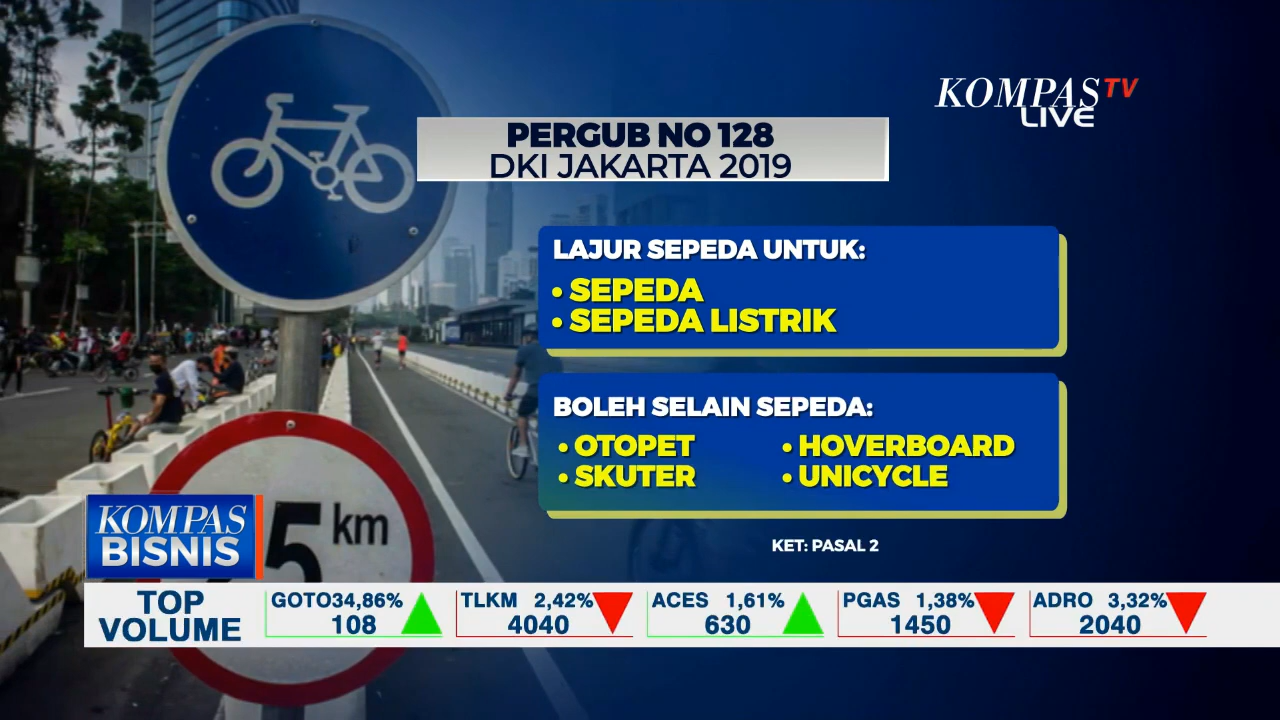 KOMPAS TV
LIVE
PERGUB NO 128
DKI JAKARTA 2019
LAJUR SEPEDA UNTUK:
• SEPEDA
• SEPEDA LISTRIK
BOLEH SELAIN SEPEDA:
• OTOPET
• HOVERBOARD
• SKUTER
• UNICYCLE
KET: PASAL 2
5 km
KOMPAS
BISNIS
TOP
VOLUME
GOTO34,86%
108
TLKM 2,42%
4040
ACES 1,61%
630
PGAS 1,38%
1450
ADRO 3,32%
2040